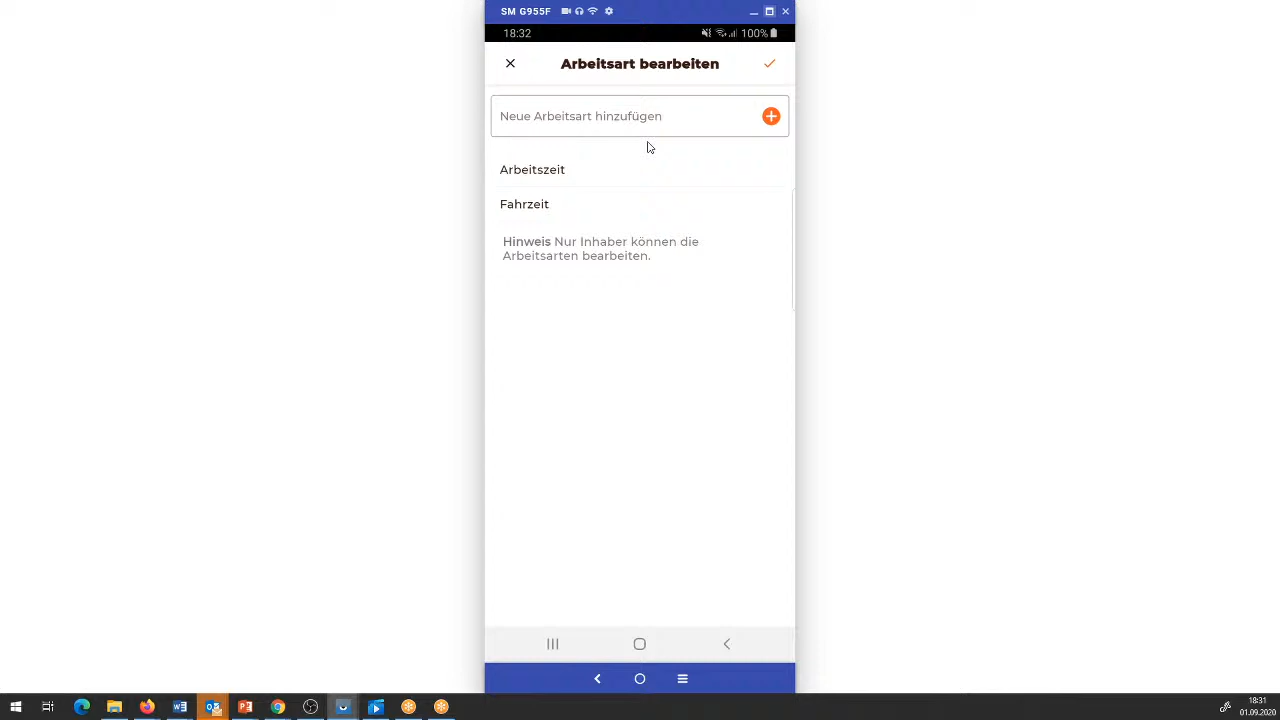 SM G955F
18:32
100%
Arbeitsart bearbeiten
Neue Arbeitsart hinzufügen
Arbeitszeit
Fahrzeit
Hinweis Nur Inhaber können die
Arbeitsarten bearbeiten.
18:31
01.09.2020